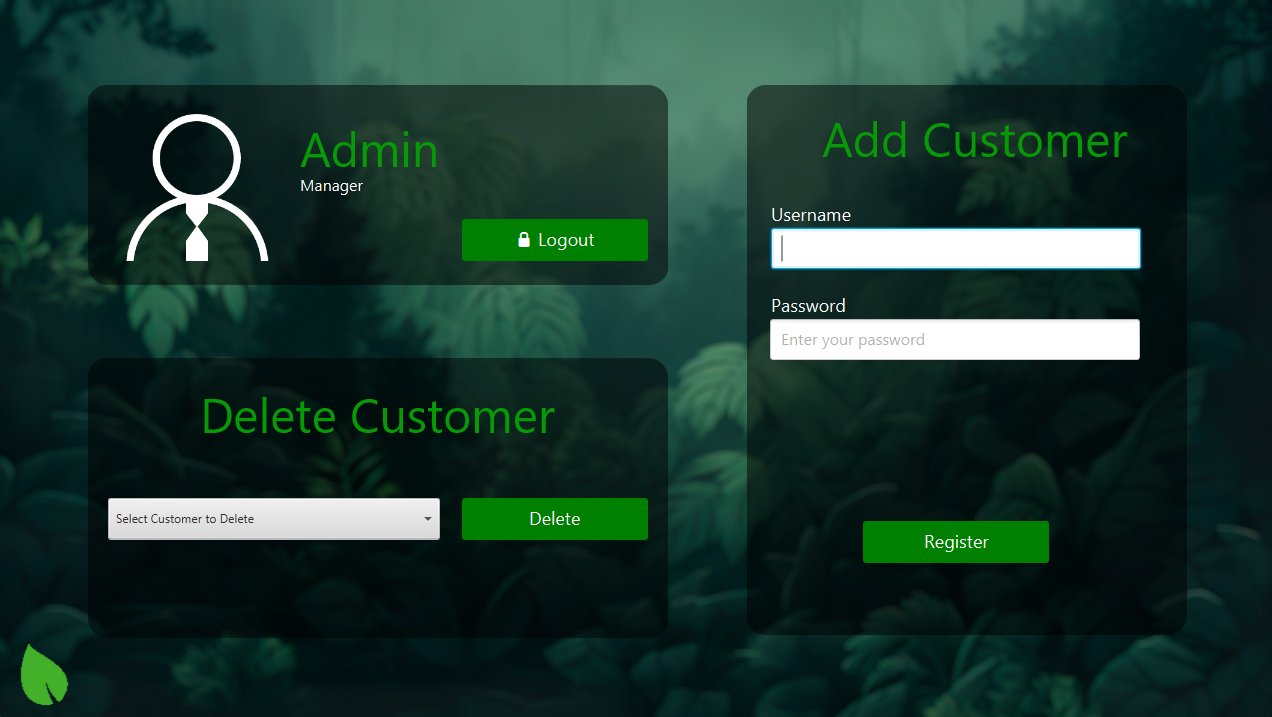 Admin
Manager
Logout
Delete Customer
Select Customer to Delete
Delete
Add Customer
Username
Password
Enter your password
Register